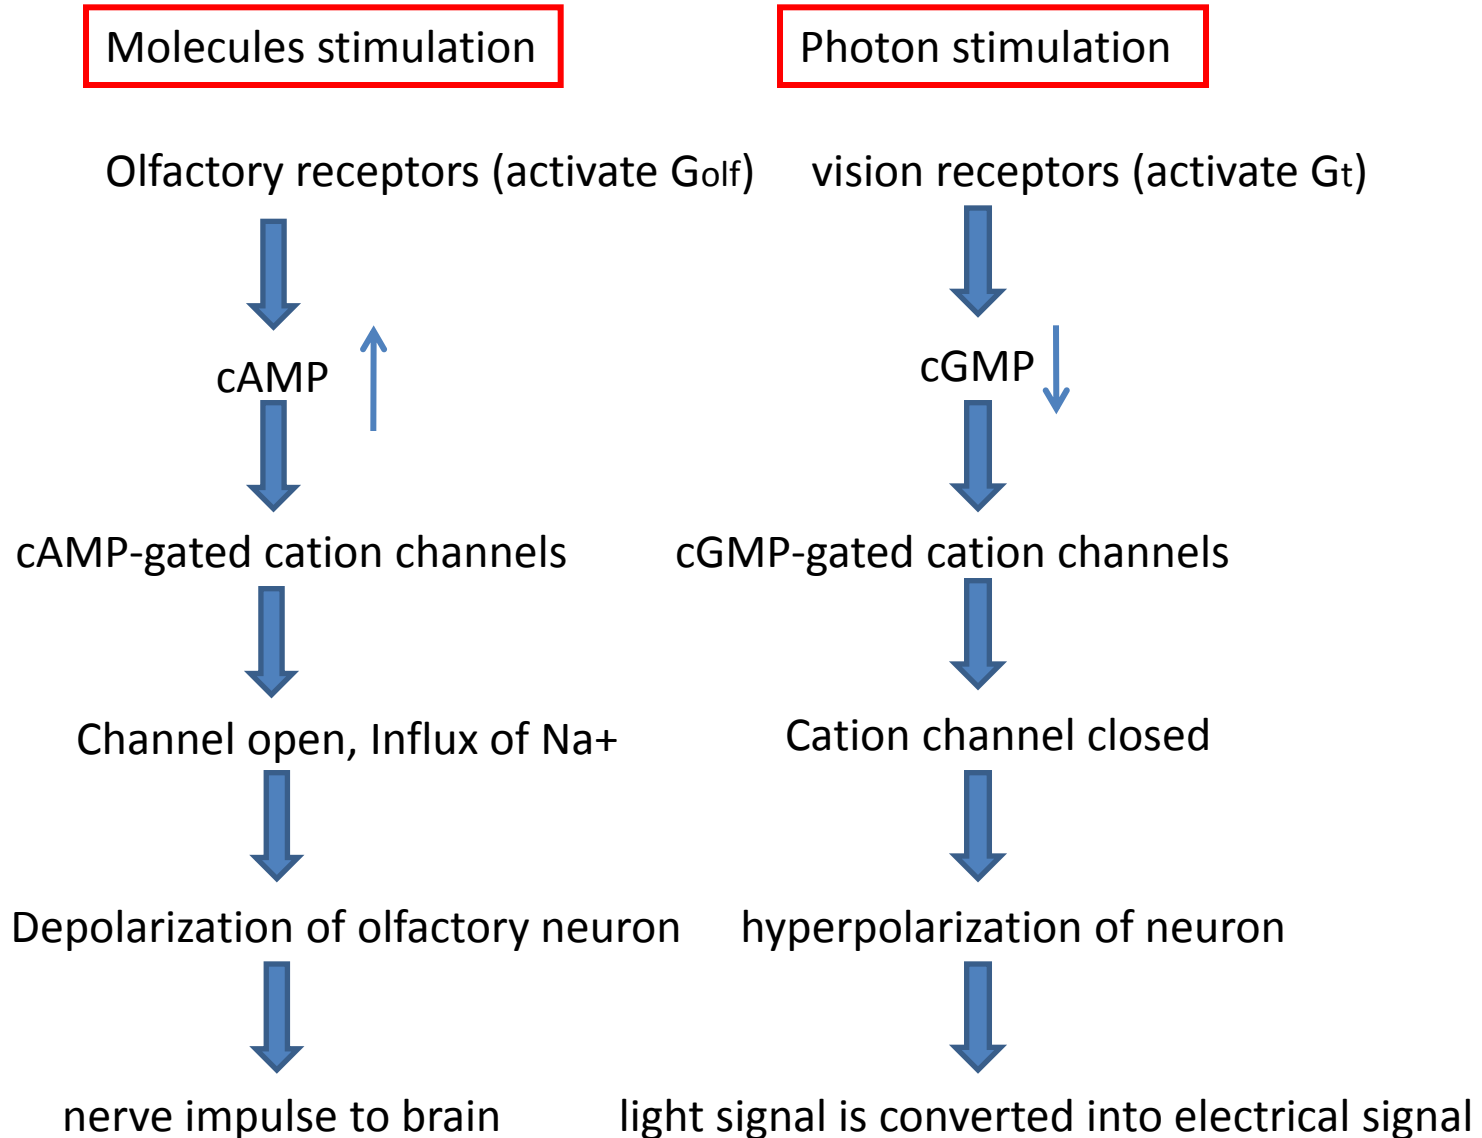 Molecules stimulation
Photon stimulation
Olfactory receptors (activate Golf)
vision receptors (activate Gt)
cAMP
cGMP
cAMP-gated cation channels
cGMP-gated cation channels
Channel open, Influx of Na+
Cation channel closed
Depolarization of olfactory neuron
hyperpolarization of neuron
nerve impulse to brain
light signal is converted into electrical signal